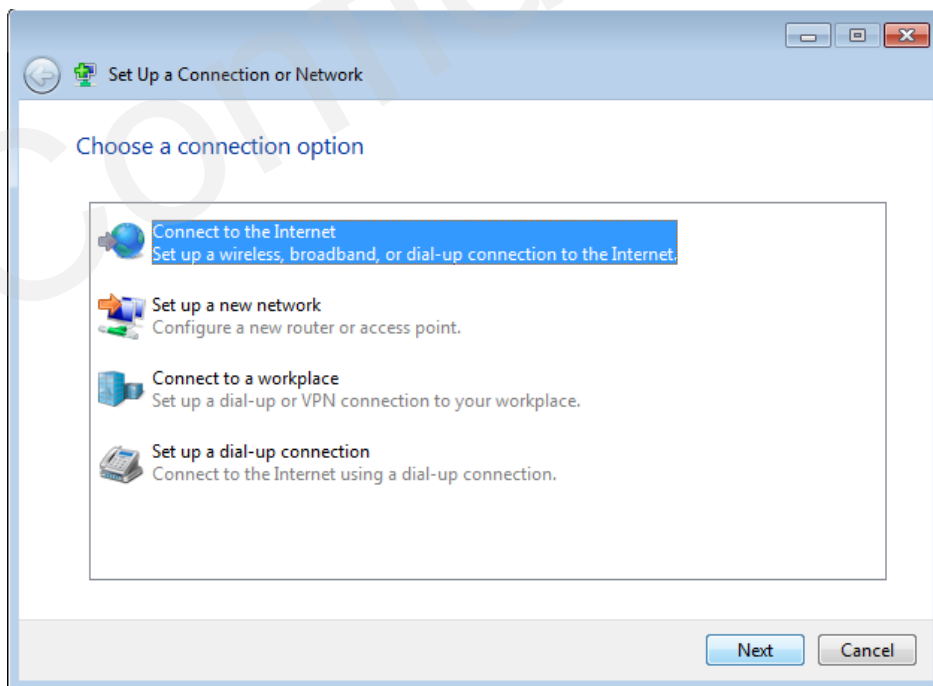 Set Up a Connection or Network
Choose a connection option
Connect to the Internet
Set up a wireless, broadband, or dial-up connection to the Internet.
Set up a new network
Configure a new router or access point.
Connect to a workplace
Set up a dial-up or VPN connection to your workplace.
Set up a dial-up connection
Connect to the Internet using a dial-up connection.
Next
Cancel